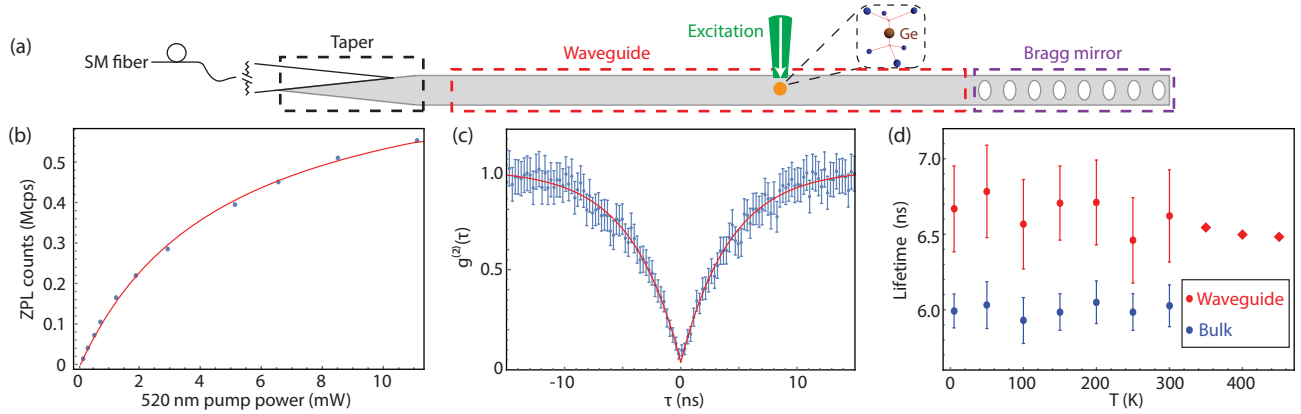 (a)
SM fiber
Taper
Waveguide
Excitation
Ge
Bragg mirror
(b)
ZPL counts (Mcps)
0.5
0.4
0.3
0.2
0.1
0
0 2 4 6 8 10
520 nm pump power (mW)
(c)
g⁽²⁾(τ)
1.0
0.5
0
-10 0 10
τ (ns)
(d)
Lifetime (ns)
7.0
6.5
6.0
Waveguide
Bulk
0 100 200 300 400
T (K)